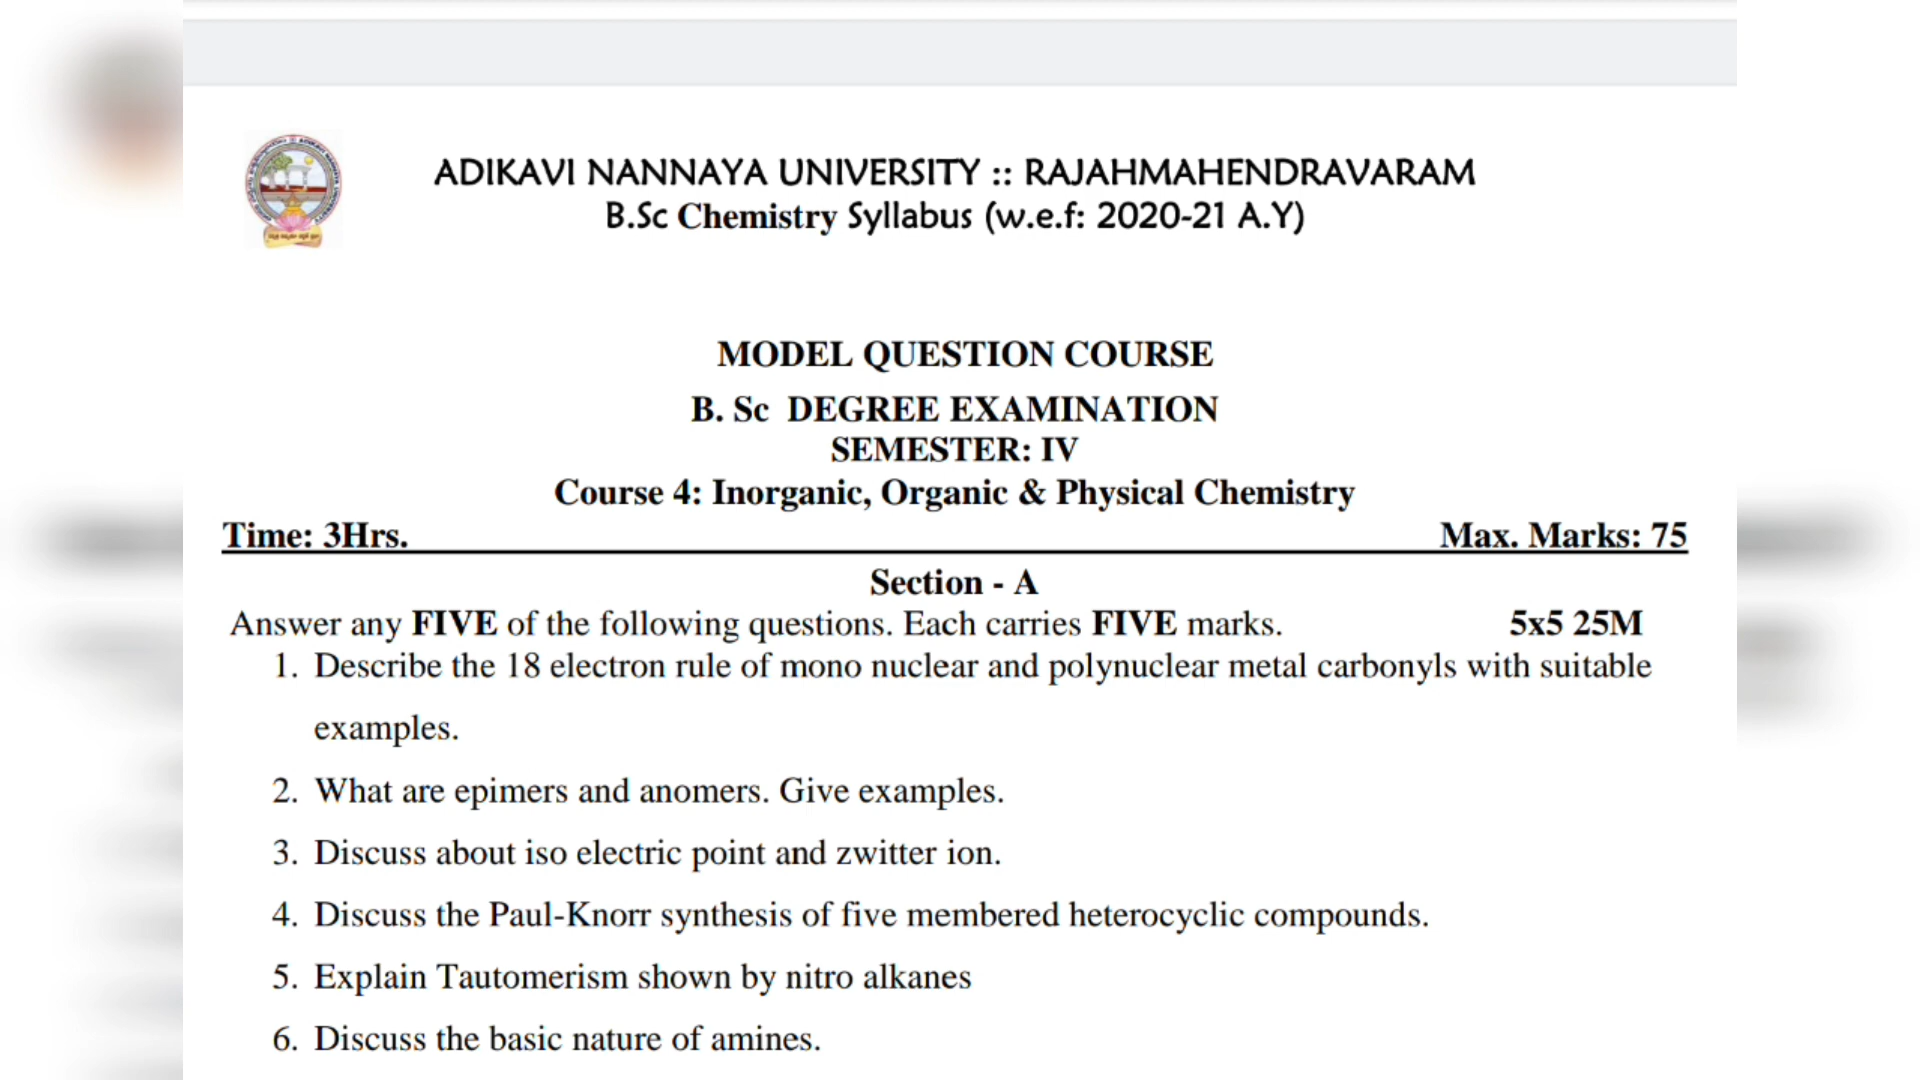 ADIKAVI NANNAYA UNIVERSITY :: RAJAHMAHENDRAVARAM
B.Sc Chemistry Syllabus (w.e.f: 2020-21 A.Y)
MODEL QUESTION COURSE
B. Sc DEGREE EXAMINATION
SEMESTER: IV
Course 4: Inorganic, Organic & Physical Chemistry
Time: 3Hrs. Max. Marks: 75
Section - A
Answer any FIVE of the following questions. Each carries FIVE marks. 5x5 25M
1. Describe the 18 electron rule of mono nuclear and polynuclear metal carbonyls with suitable
examples.
2. What are epimers and anomers. Give examples.
3. Discuss about iso electric point and zwitter ion.
4. Discuss the Paul-Knorr synthesis of five membered heterocyclic compounds.
5. Explain Tautomerism shown by nitro alkanes
6. Discuss the basic nature of amines.